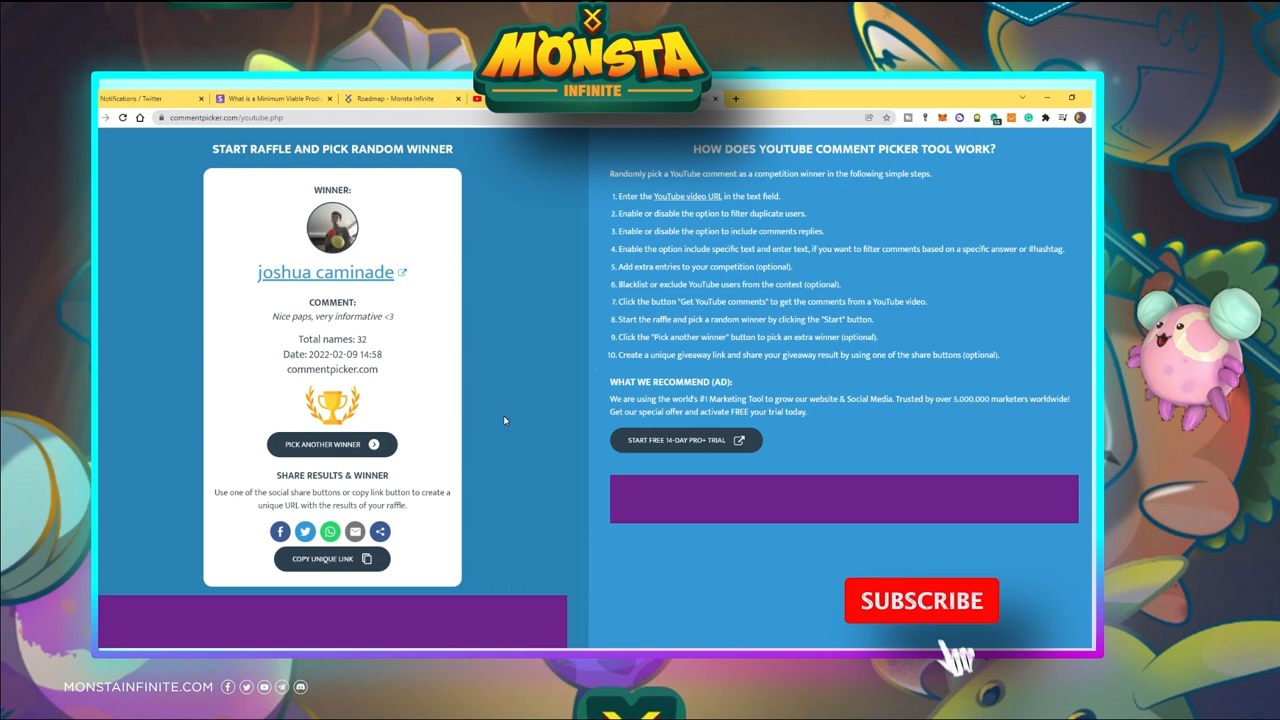 MONSTA
INFINITE
Notifications / Twitter
What is a Minimum Viable Produ
Roadmap - Monsta Infinite
commentpicker.com/youtube.php
START RAFFLE AND PICK RANDOM WINNER
WINNER:
joshua caminade
COMMENT:
Nice paps, very informative <3
Total names: 32
Date: 2022-02-09 14:58
commentpicker.com
PICK ANOTHER WINNER
SHARE RESULTS & WINNER
Use one of the social share buttons or copy link button to create a
unique URL with the results of your raffle.
COPY UNIQUE LINK
HOW DOES YOUTUBE COMMENT PICKER TOOL WORK?
Randomly pick a YouTube comment as a competition winner in the following simple steps.
1. Enter the YouTube video URL in the text field.
2. Enable or disable the option to filter duplicate users.
3. Enable or disable the option to include comments replies.
4. Enable the option include specific text and enter text, if you want to filter comments based on a specific answer or #hashtag.
5. Add extra entries to your competition (optional).
6. Blacklist or exclude YouTube users from the contest (optional).
7. Click the button "Get YouTube comments" to get the comments from a YouTube video.
8. Start the raffle and pick a random winner by clicking the "Start" button.
9. Click the "Pick another winner" button to pick an extra winner (optional).
10. Create a unique giveaway link and share your giveaway result by using one of the share buttons (optional).
WHAT WE RECOMMEND (AD):
We are using the world's #1 Marketing Tool to grow our website & Social Media. Trusted by over 5.000.000 marketers worldwide!
Get our special offer and activate FREE your trial today.
START FREE 14-DAY PRO+ TRIAL
SUBSCRIBE
MONSTAINFINITE.COM